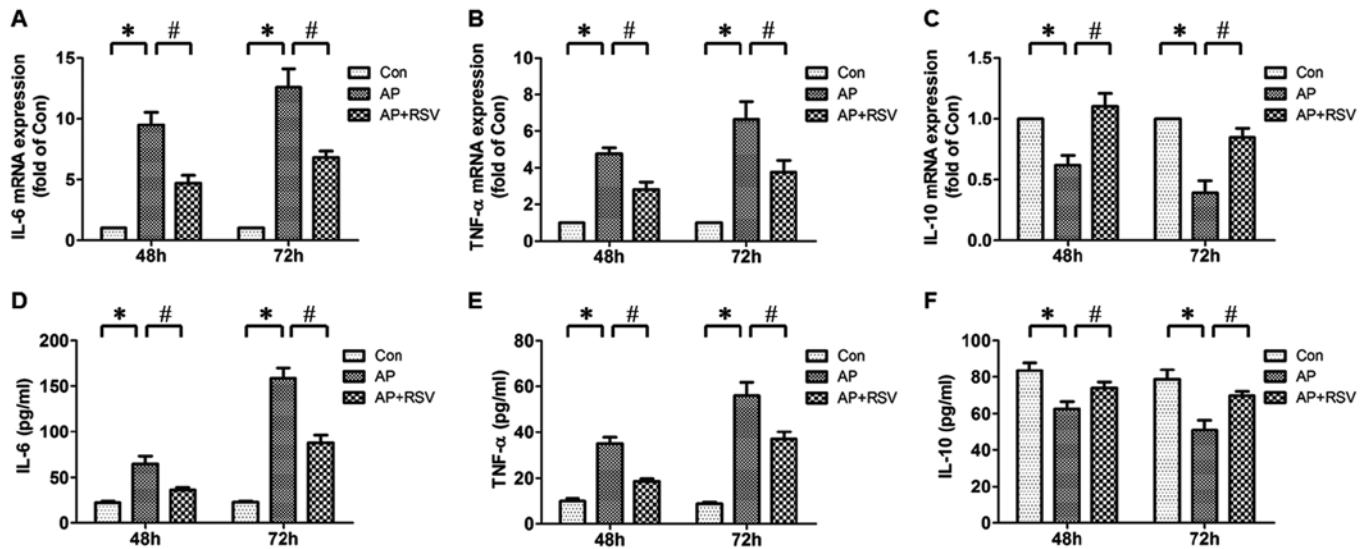 A
* # * #
IL-6 mRNA expression
(fold of Con)
15
10
5
0
48h 72h
Con
AP
AP+RSV
B
* # * #
TNF-α mRNA expression
(fold of Con)
8
6
4
2
0
48h 72h
Con
AP
AP+RSV
C
* # * #
IL-10 mRNA expression
(fold of Con)
1.5
1.0
0.5
0.0
48h 72h
Con
AP
AP+RSV
D
* # * #
IL-6 (pg/ml)
200
150
100
50
0
48h 72h
Con
AP
AP+RSV
E
* # * #
TNF-α (pg/ml)
80
60
40
20
0
48h 72h
Con
AP
AP+RSV
F
* # * #
IL-10 (pg/ml)
100
80
60
40
20
0
48h 72h
Con
AP
AP+RSV